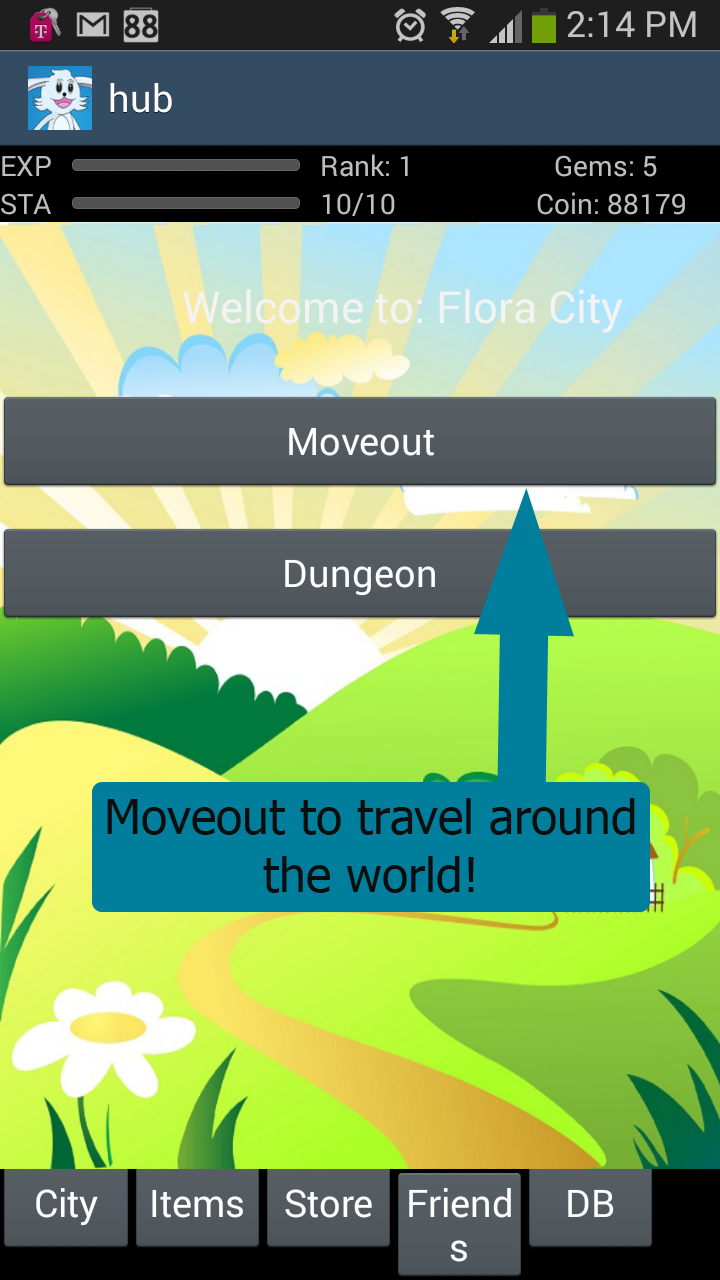 T 88 2:14 PM
hub
EXP Rank: 1 Gems: 5
STA 10/10 Coin: 88179
Welcome to: Flora City
Moveout
Dungeon
Moveout to travel around
the world!
City Items Store Friend
s DB